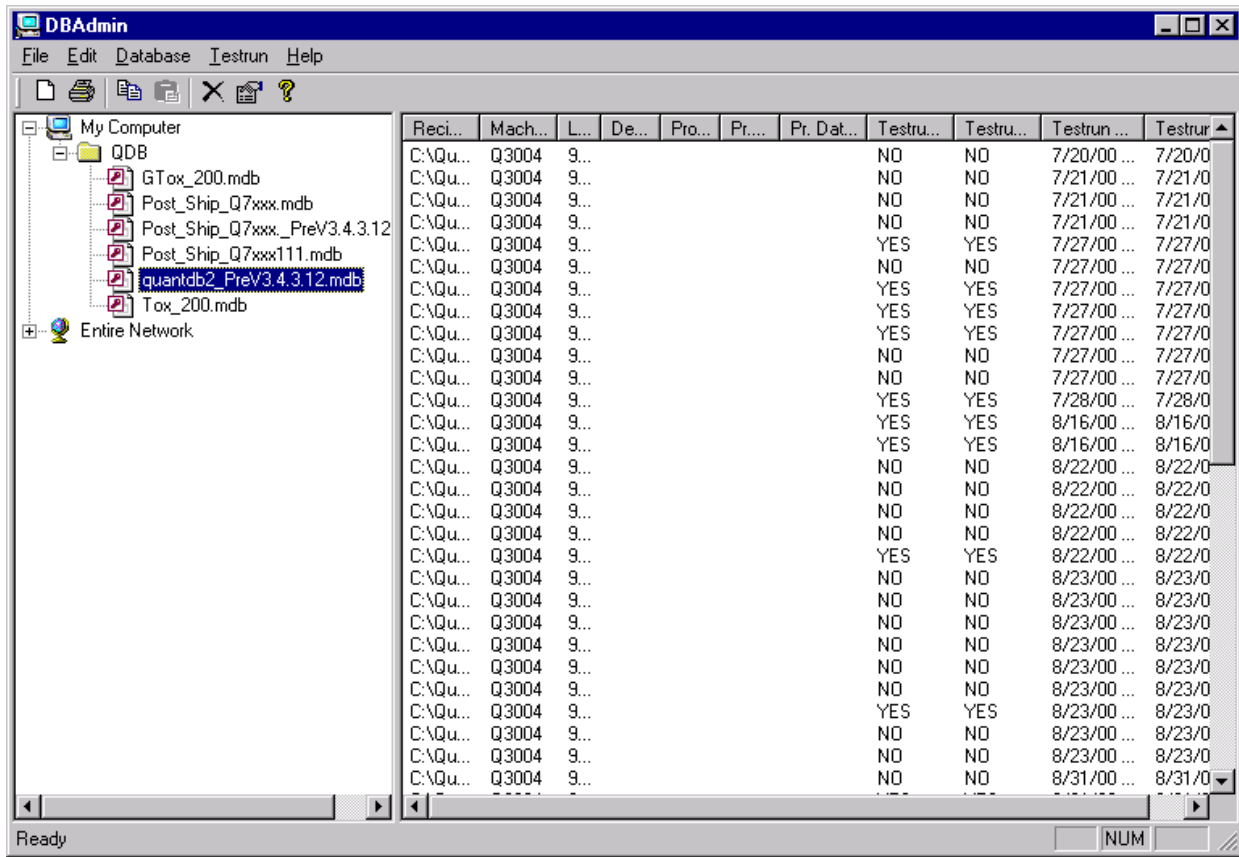 DBAdmin
File Edit Database Testrun Help
My Computer
QDB
GTox_200.mdb
Post_Ship_Q7xxx.mdb
Post_Ship_Q7xxx._PreV3.4.3.12
Post_Ship_Q7xxx111.mdb
quantdb2_PreV3.4.3.12.mdb
Tox_200.mdb
Entire Network
Reci... Mach... L... De... Pro... Pr.... Pr. Dat... Testru... Testru... Testrun ... Testrun
C:\Qu... Q3004 9... NO NO 7/20/00 ... 7/20/0
C:\Qu... Q3004 9... NO NO 7/21/00 ... 7/21/0
C:\Qu... Q3004 9... NO NO 7/21/00 ... 7/21/0
C:\Qu... Q3004 9... NO NO 7/21/00 ... 7/21/0
C:\Qu... Q3004 9... YES YES 7/27/00 ... 7/27/0
C:\Qu... Q3004 9... NO NO 7/27/00 ... 7/27/0
C:\Qu... Q3004 9... YES YES 7/27/00 ... 7/27/0
C:\Qu... Q3004 9... YES YES 7/27/00 ... 7/27/0
C:\Qu... Q3004 9... YES YES 7/27/00 ... 7/27/0
C:\Qu... Q3004 9... NO NO 7/27/00 ... 7/27/0
C:\Qu... Q3004 9... NO NO 7/27/00 ... 7/27/0
C:\Qu... Q3004 9... YES YES 7/28/00 ... 7/28/0
C:\Qu... Q3004 9... YES YES 8/16/00 ... 8/16/0
C:\Qu... Q3004 9... YES YES 8/16/00 ... 8/16/0
C:\Qu... Q3004 9... NO NO 8/22/00 ... 8/22/0
C:\Qu... Q3004 9... NO NO 8/22/00 ... 8/22/0
C:\Qu... Q3004 9... NO NO 8/22/00 ... 8/22/0
C:\Qu... Q3004 9... NO NO 8/22/00 ... 8/22/0
C:\Qu... Q3004 9... YES YES 8/22/00 ... 8/22/0
C:\Qu... Q3004 9... NO NO 8/23/00 ... 8/23/0
C:\Qu... Q3004 9... NO NO 8/23/00 ... 8/23/0
C:\Qu... Q3004 9... NO NO 8/23/00 ... 8/23/0
C:\Qu... Q3004 9... NO NO 8/23/00 ... 8/23/0
C:\Qu... Q3004 9... NO NO 8/23/00 ... 8/23/0
C:\Qu... Q3004 9... NO NO 8/23/00 ... 8/23/0
C:\Qu... Q3004 9... YES YES 8/23/00 ... 8/23/0
C:\Qu... Q3004 9... NO NO 8/23/00 ... 8/23/0
C:\Qu... Q3004 9... NO NO 8/23/00 ... 8/23/0
C:\Qu... Q3004 9... NO NO 8/31/00 ... 8/31/0
Ready NUM